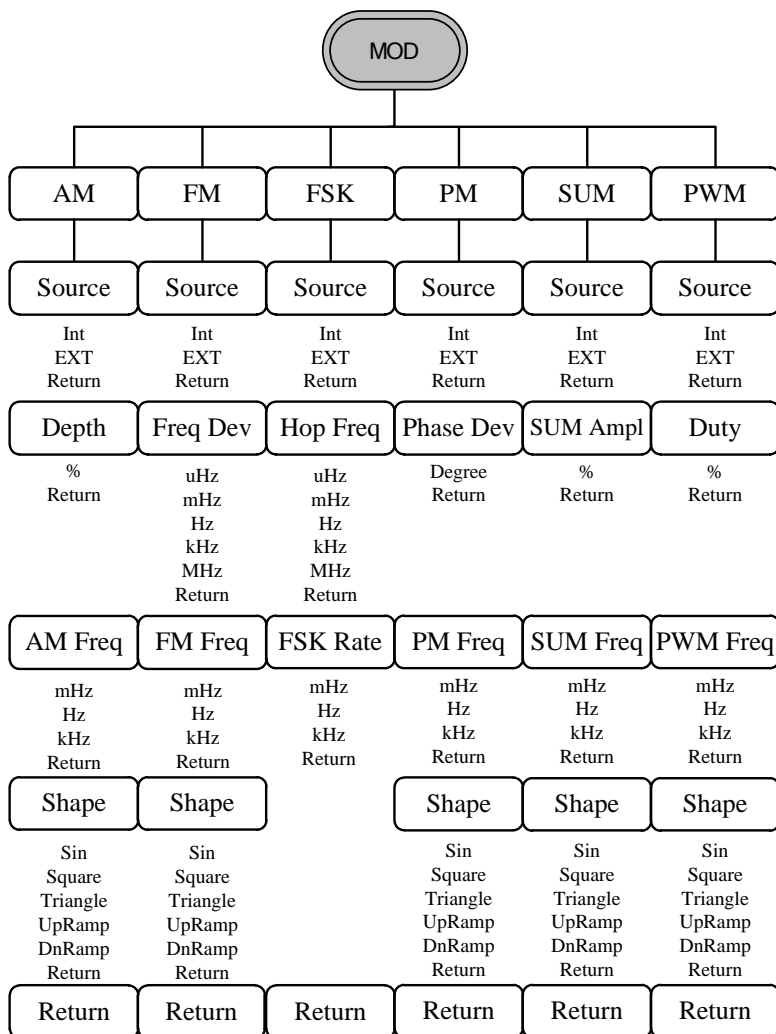 MOD
AM FM FSK PM SUM PWM
Source Source Source Source Source Source
Int Int Int Int Int Int
EXT EXT EXT EXT EXT EXT
Return Return Return Return Return Return
Depth Freq Dev Hop Freq Phase Dev SUM Ampl Duty
% uHz uHz Degree % %
Return mHz mHz Return Return Return
Hz Hz
kHz kHz
MHz MHz
Return Return
AM Freq FM Freq FSK Rate PM Freq SUM Freq PWM Freq
mHz mHz mHz mHz mHz mHz
Hz Hz Hz Hz Hz Hz
kHz kHz kHz kHz kHz kHz
Return Return Return Return Return Return
Shape Shape Shape Shape Shape
Sin Sin Sin Sin Sin
Square Square Square Square Square
Triangle Triangle Triangle Triangle Triangle
UpRamp UpRamp UpRamp UpRamp UpRamp
DnRamp DnRamp DnRamp DnRamp DnRamp
Return Return Return Return Return
Return Return Return Return Return Return